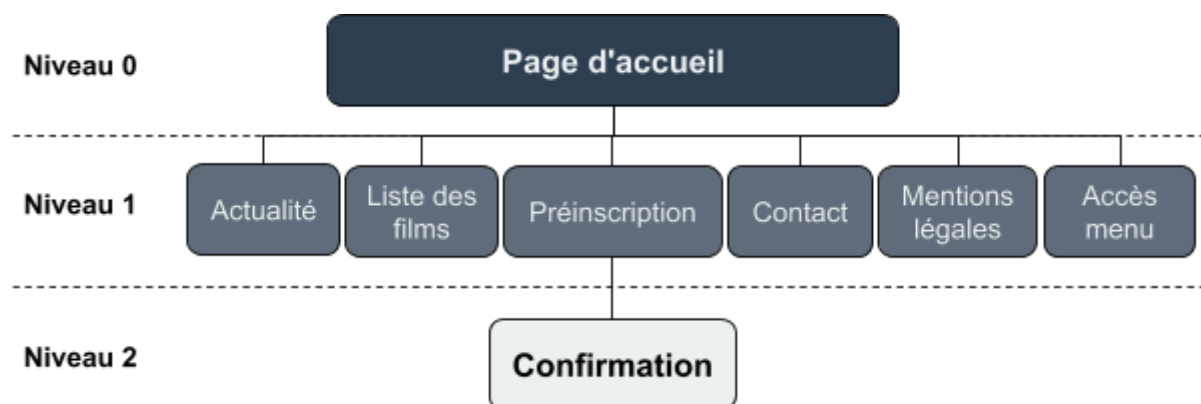 Niveau 0
Page d'accueil
Niveau 1
Actualité
Liste des
films
Préinscription
Contact
Mentions
légales
Accès
menu
Niveau 2
Confirmation